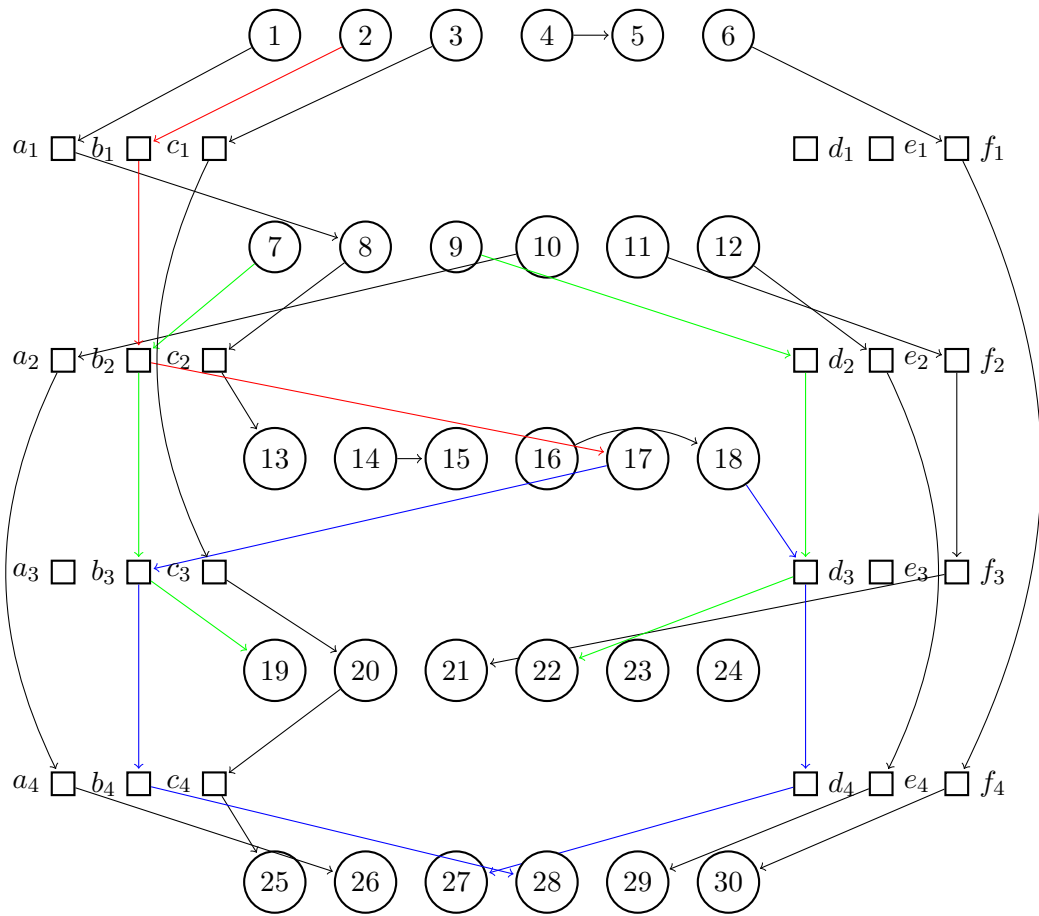 1 2 3 4 5 6
a₁ b₁ c₁ d₁ e₁ f₁
7 8 9 10 11 12
a₂ b₂ c₂ d₂ e₂ f₂
13 14 15 16 17 18
a₃ b₃ c₃ d₃ e₃ f₃
19 20 21 22 23 24
a₄ b₄ c₄ d₄ e₄ f₄
25 26 27 28 29 30